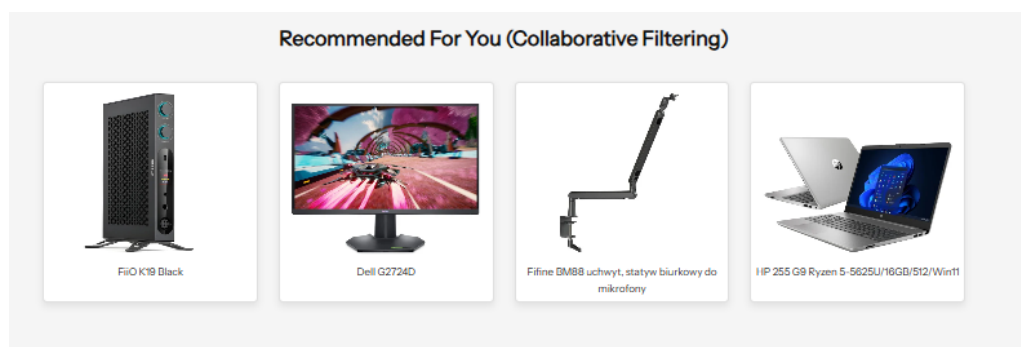 Recommended For You (Collaborative Filtering)
FiiO K19 Black
Dell G2724D
Fifine BM88 uchwyt, statyw biurkowy do
mikrofony
HP 255 G9 Ryzen 5-5625U/16GB/512/Win11